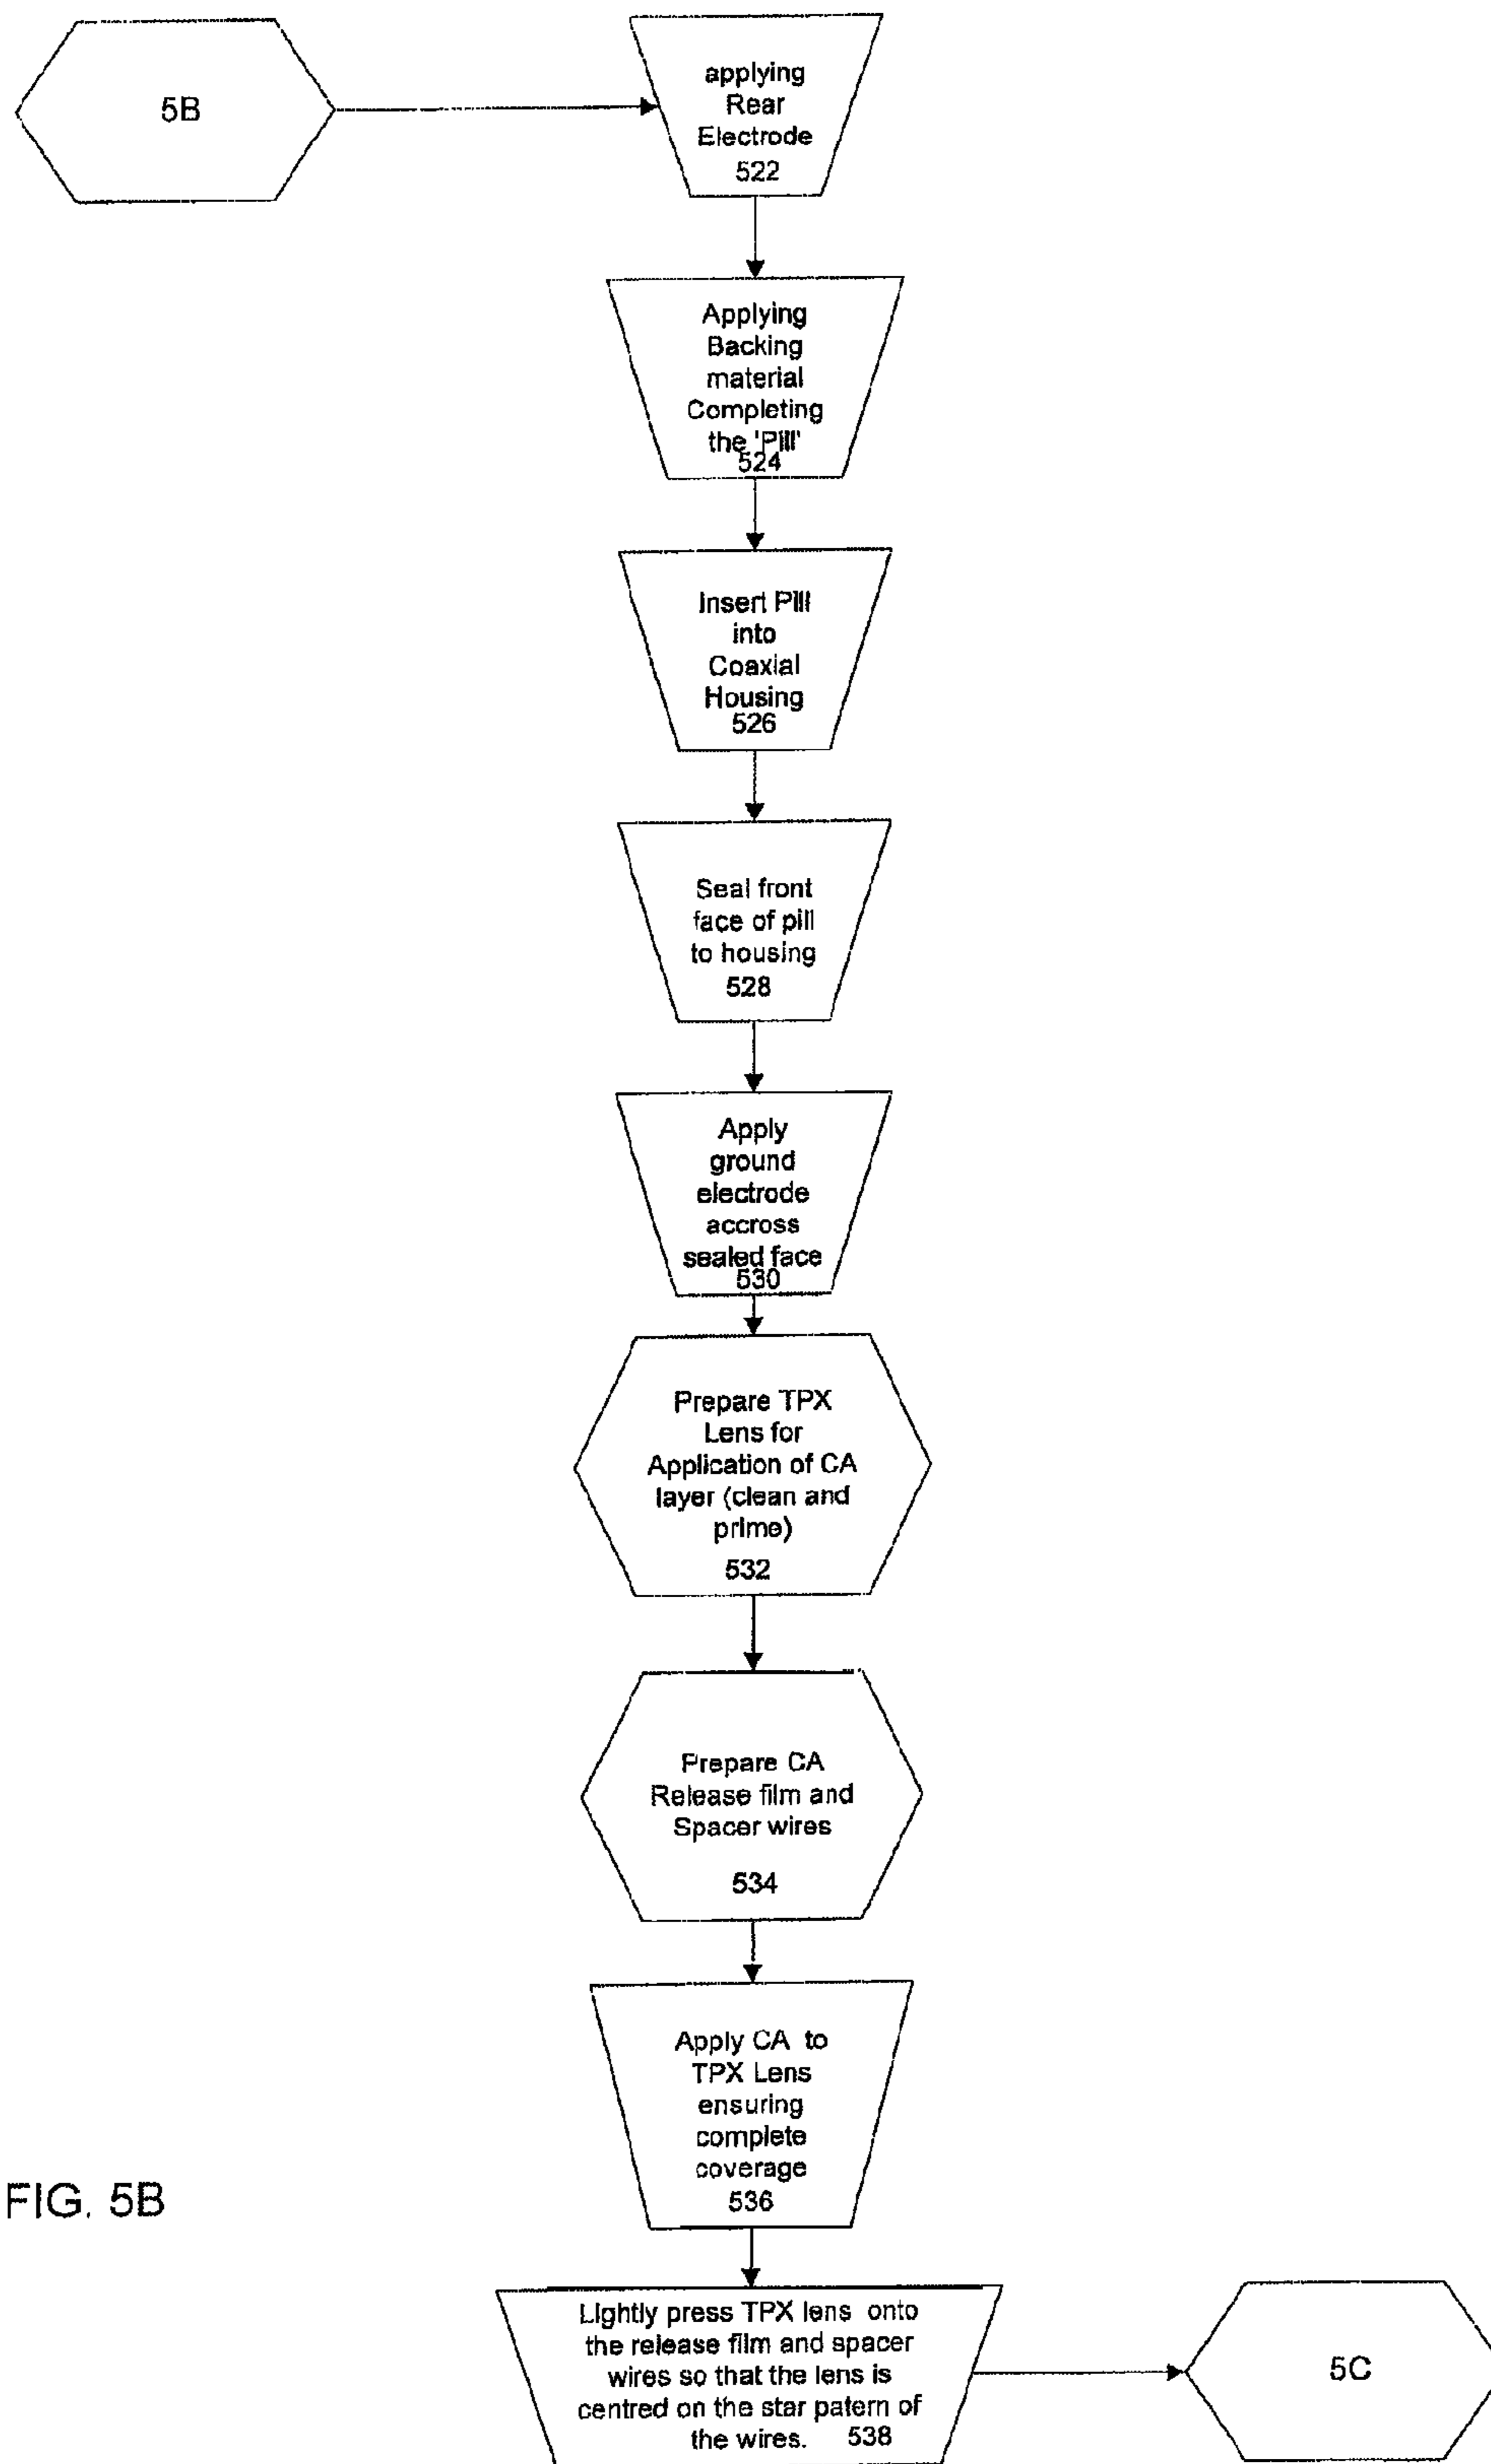 5B
applying
Rear
Electrode
522
Applying
Backing
material
Completing
the 'Pill'
524
Insert Pill
into
Coaxial
Housing
526
Seal front
face of pill
to housing
528
Apply
ground
electrode
accross
sealed face
530
Prepare TPX
Lens for
Application of CA
layer (clean and
prime)
532
Prepare CA
Release film and
Spacer wires
534
Apply CA to
TPX Lens
ensuring
complete
coverage
536
FIG. 5B
Lightly press TPX lens onto
the release film and spacer
wires so that the lens is
centred on the star patern of
the wires. 538
5C